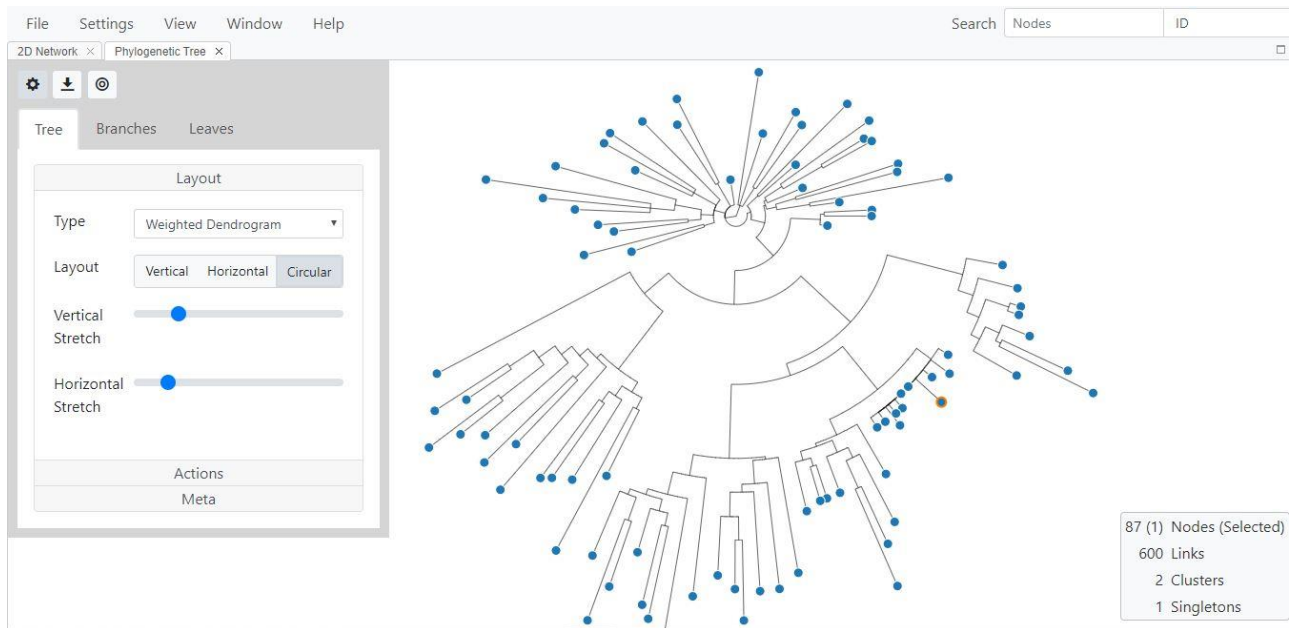 File Settings View Window Help Search Nodes ID
2D Network × Phylogenetic Tree ×
Tree Branches Leaves
Layout
Type Weighted Dendrogram
Layout Vertical Horizontal Circular
Vertical
Stretch
Horizontal
Stretch
Actions
Meta
87 (1) Nodes (Selected)
600 Links
2 Clusters
1 Singletons